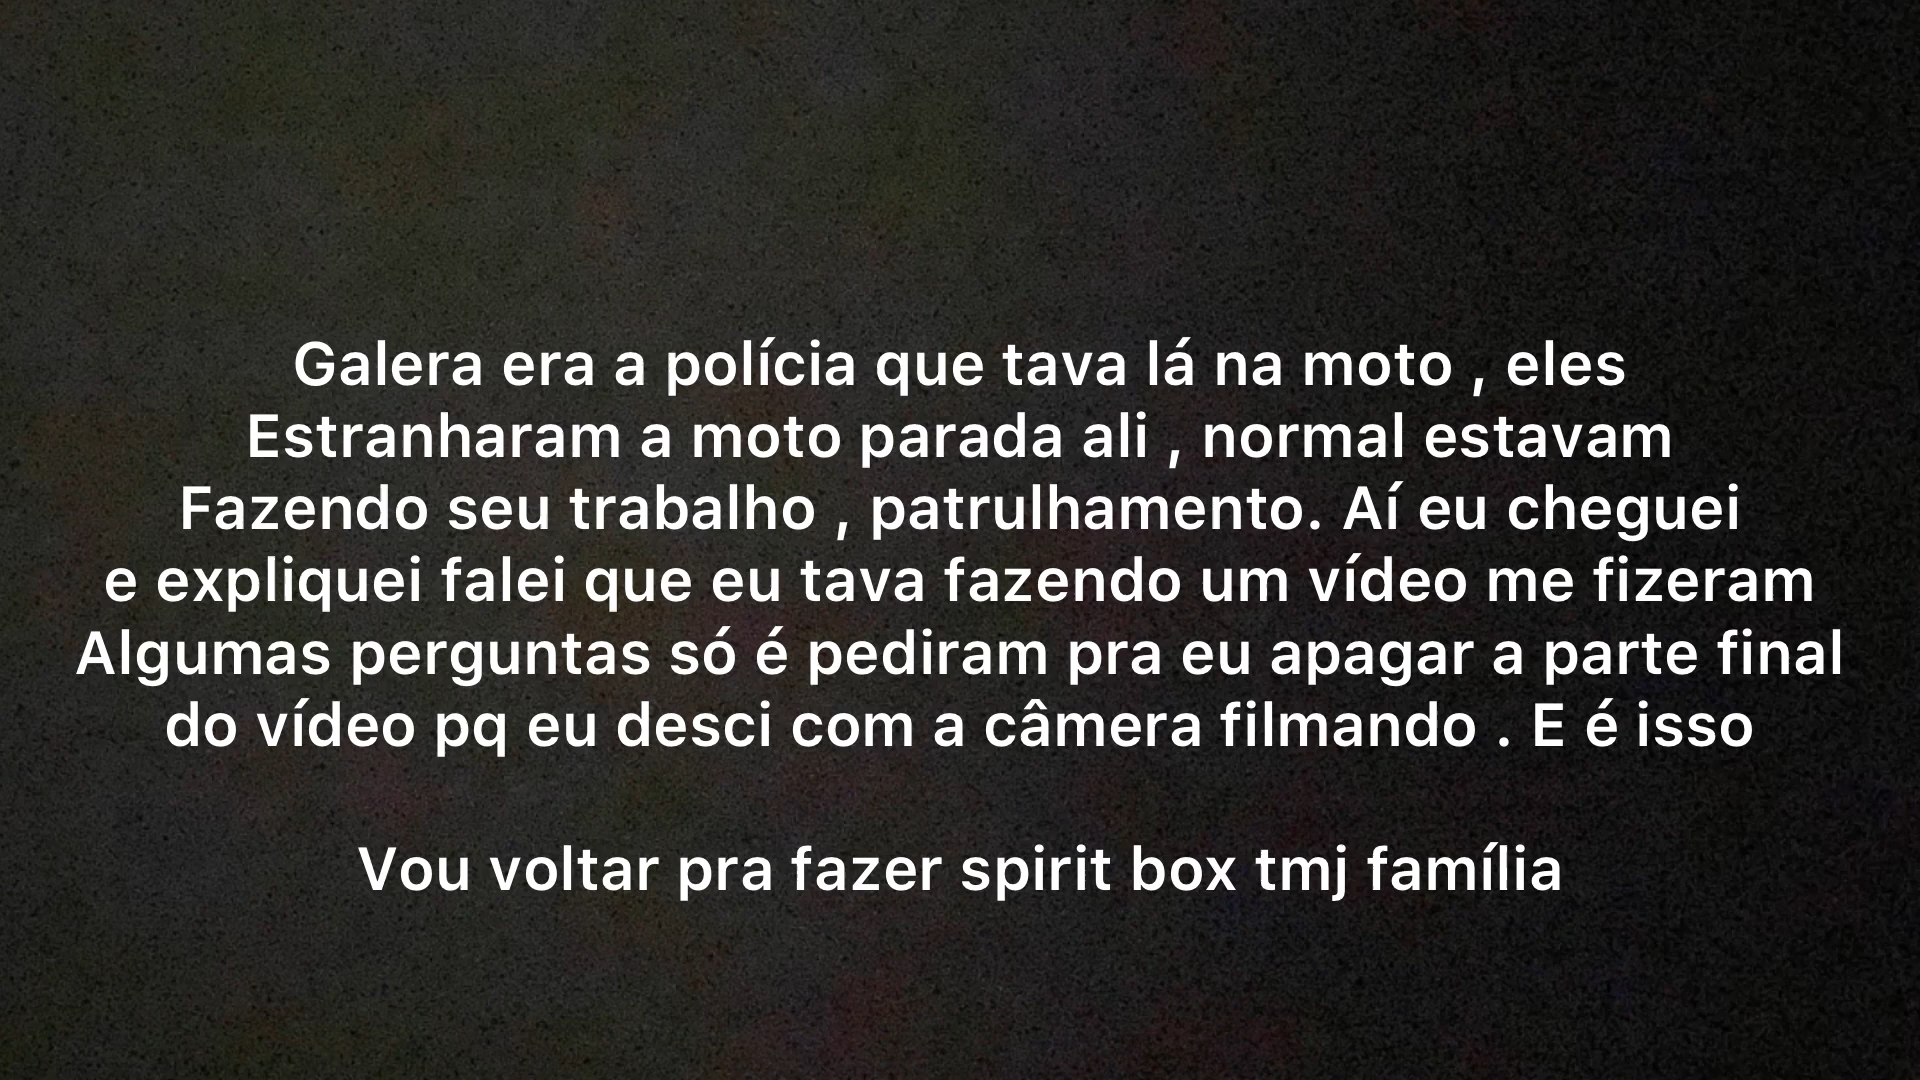 Galera era a polícia que tava lá na moto , eles
Estranharam a moto parada ali , normal estavam
Fazendo seu trabalho , patrulhamento. Aí eu cheguei
e expliquei falei que eu tava fazendo um vídeo me fizeram
Algumas perguntas só é pediram pra eu apagar a parte final
do vídeo pq eu desci com a câmera filmando . E é isso
Vou voltar pra fazer spirit box tmj família